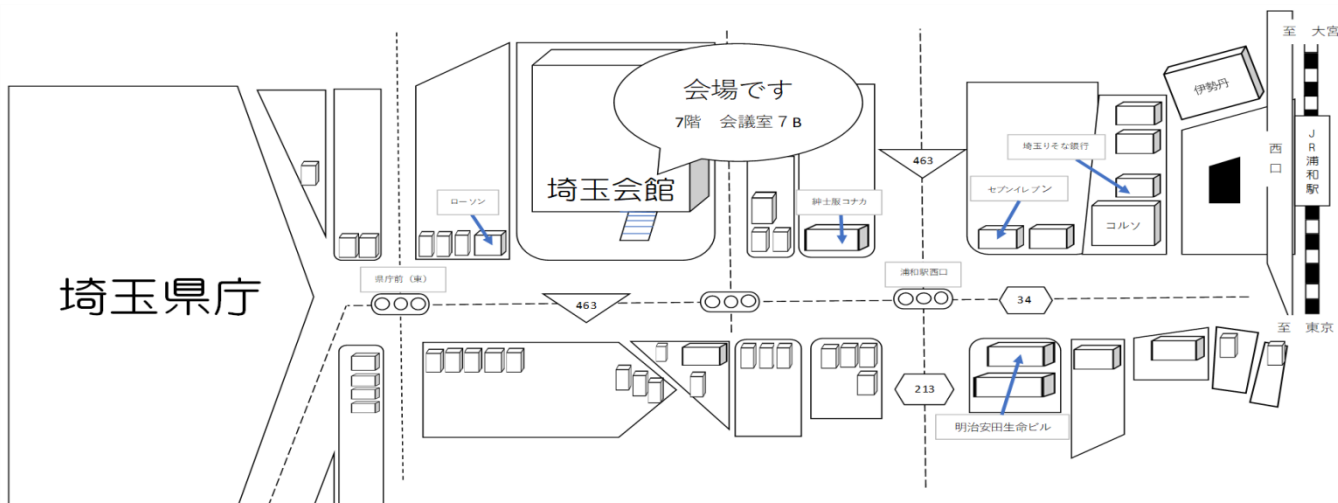 至 大宮
伊勢丹
会場です
7階 会議室7B
JR浦和駅
西口
埼玉りそな銀行
463
埼玉会館
セブンイレブン
ローソン
紳士服コナカ
コルソ
県庁前(東)
浦和駅西口
埼玉県庁
463
34
至 東京
213
明治安田生命ビル